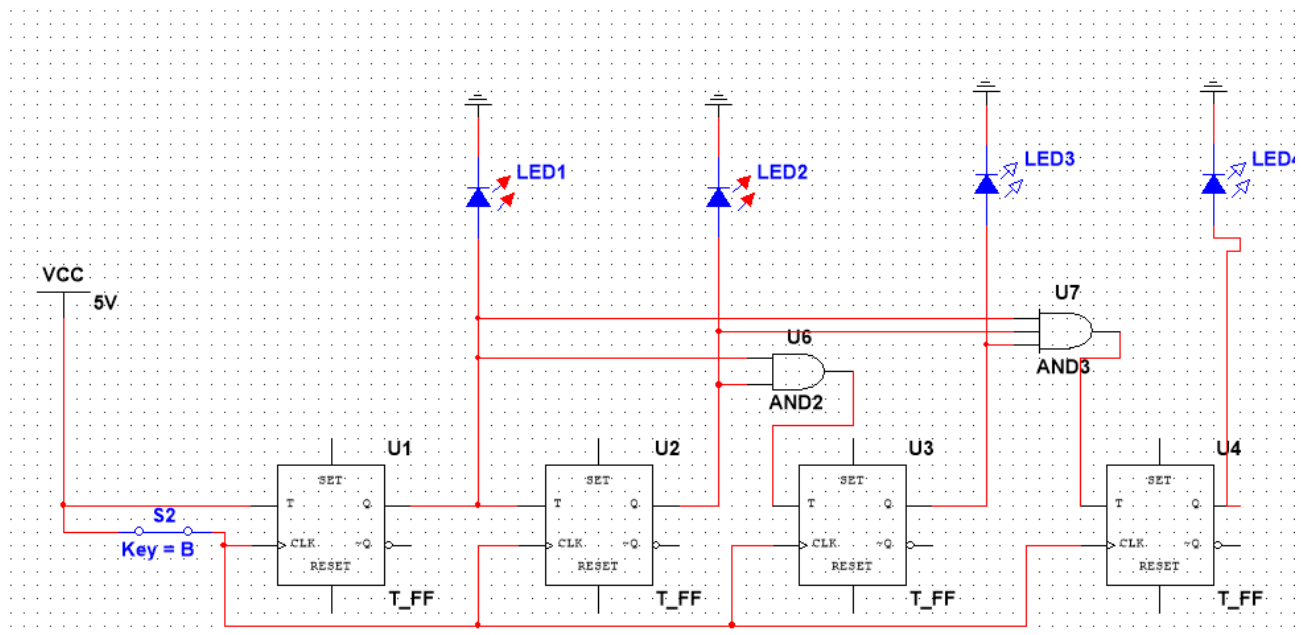 LED1
LED2
LED3
LED4
VCC
5V
U7
U6
AND3
AND2
U1
U2
U3
U4
SET
SET
SET
SET
T Q
T Q
T Q
T Q
S2
Key = B
CLK ~Q
CLK ~Q
CLK ~Q
CLK ~Q
RESET
RESET
RESET
RESET
T_FF
T_FF
T_FF
T_FF